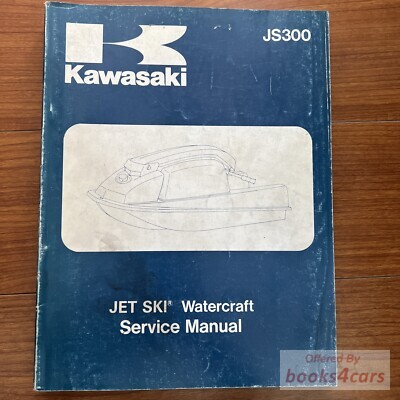 JS300
Kawasaki
JET SKI® Watercraft
Service Manual
Offered By
books4cars